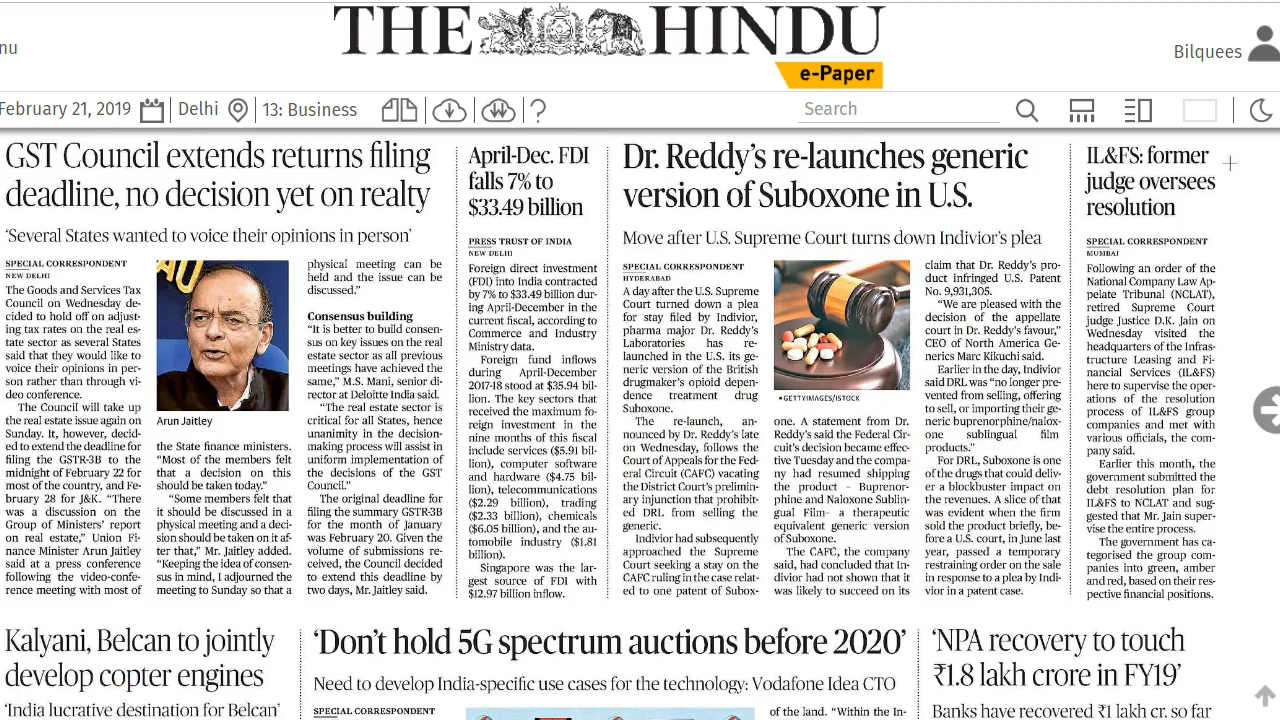 THE HINDU
e-Paper
nu
Bilquees
February 21, 2019
Delhi
13: Business
?
Search
GST Council extends returns filing
deadline, no decision yet on realty
‘Several States wanted to voice their opinions in person’
SPECIAL CORRESPONDENT
NEW DELHI
The Goods and Services Tax
Council on Wednesday de-
cided to hold off on adjust-
ing tax rates on the real es-
tate sector as several States
said that they would like to
voice their opinions in per-
son rather than through vi-
deo conference.
The Council will take up
the real estate issue again on
Sunday. It, however, decid-
ed to extend the deadline for
filing the GSTR-3B to the
midnight of February 22 for
most of the country, and Fe-
bruary 28 for J&K. “There
was a discussion on the
Group of Ministers’ report
on real estate,” Union Fi-
nance Minister Arun Jaitley
said at a press conference
following the video-confe-
rence meeting with most of
Arun Jaitley
the State finance ministers.
“Most of the members felt
that a decision on this
should be taken today.”
“Some members felt that
it should be discussed in a
physical meeting and a deci-
sion should be taken on it af-
ter that,” Mr. Jaitley added.
“Keeping the idea of consen-
sus in mind, I adjourned the
meeting to Sunday so that a
physical meeting can be
held and the issue can be
discussed.”
Consensus building
“It is better to build consen-
sus on key issues on the real
estate sector as all previous
meetings have achieved the
same,” M.S. Mani, senior di-
rector at Deloitte India said.
“The real estate sector is
critical for all States, hence
unanimity in the decision-
making process will assist in
uniform implementation of
the decisions of the GST
Council.”
The original deadline for
filing the summary GSTR-3B
for the month of January
was February 20. Given the
volume of submissions re-
ceived, the Council decided
to extend this deadline by
two days, Mr. Jaitley said.
April-Dec. FDI
falls 7% to
$33.49 billion
PRESS TRUST OF INDIA
NEW DELHI
Foreign direct investment
(FDI) into India contracted
by 7% to $33.49 billion dur-
ing April-December in the
current fiscal, according to
Commerce and Industry
Ministry data.
Foreign fund inflows
during April-December
2017-18 stood at $35.94 bil-
lion. The key sectors that
received the maximum fo-
reign investment in the
nine months of this fiscal
include services ($5.91 bil-
lion), computer software
and hardware ($4.75 bil-
lion), telecommunications
($2.29 billion), trading
($2.33 billion), chemicals
($6.05 billion), and the au-
tomobile industry ($1.81
billion).
Singapore was the lar-
gest source of FDI with
$12.97 billion inflow.
Dr. Reddy’s re-launches generic
version of Suboxone in U.S.
Move after U.S. Supreme Court turns down Indivior’s plea
SPECIAL CORRESPONDENT
HYDERABAD
A day after the U.S. Supreme
Court turned down a plea
for stay filed by Indivior,
pharma major Dr. Reddy’s
Laboratories has re-
launched in the U.S. its ge-
neric version of the British
drugmaker’s opioid depen-
dence treatment drug
Suboxone.
The re-launch, an-
nounced by Dr. Reddy’s late
on Wednesday, follows the
Court of Appeals for the Fed-
eral Circuit (CAFC) vacating
the District Court’s prelimin-
ary injunction that prohibit-
ed DRL from selling the
generic.
Indivior had subsequently
approached the Supreme
Court seeking a stay on the
CAFC ruling in the case relat-
ed to one patent of Subox-
GETTYIMAGES/ISTOCK
one. A statement from Dr.
Reddy’s said the Federal Cir-
cuit’s decision became effec-
tive Tuesday and the compa-
ny had resumed shipping
the product - Buprenor-
phine and Naloxone Sublin-
gual Film- a therapeutic
equivalent generic version
of Suboxone.
The CAFC, the company
said, had concluded that In-
divior had not shown that it
was likely to succeed on its
claim that Dr. Reddy’s pro-
duct infringed U.S. Patent
No. 9,931,305.
“We are pleased with the
decision of the appellate
court in Dr. Reddy’s favour,”
CEO of North America Ge-
nerics Marc Kikuchi said.
Earlier in the day, Indivior
said DRL was “no longer pre-
vented from selling, offering
to sell, or importing their ge-
neric buprenorphine/nalox-
one sublingual film
products.”
For DRL, Suboxone is one
of the drugs that could deliv-
er a blockbuster impact on
the revenues. A slice of that
was evident when the firm
sold the product briefly, be-
fore a U.S. court, in June last
year, passed a temporary
restraining order on the sale
in response to a plea by Indi-
vior in a patent case.
IL&FS: former
judge oversees
resolution
SPECIAL CORRESPONDENT
MUMBAI
Following an order of the
National Company Law Ap-
pelate Tribunal (NCLAT),
retired Supreme Court
judge Justice D.K. Jain on
Wednesday visited the
headquarters of the Infras-
tructure Leasing and Fi-
nancial Services (IL&FS)
here to supervise the oper-
ations of the resolution
process of IL&FS group
companies and met with
various officials, the com-
pany said.
Earlier this month, the
government submitted the
debt resolution plan for
IL&FS to NCLAT and sug-
gested that Mr. Jain super-
vise the entire process.
The government has ca-
tegorised the group com-
panies into green, amber
and red, based on their res-
pective financial positions.
Kalyani, Belcan to jointly
develop copter engines
‘India lucrative destination for Belcan’
‘Don’t hold 5G spectrum auctions before 2020’
Need to develop India-specific use cases for the technology: Vodafone Idea CTO
SPECIAL CORRESPONDENT
of the land. “Within the In-
‘NPA recovery to touch
₹1.8 lakh crore in FY19’
Banks have recovered ₹1 lakh cr. so far